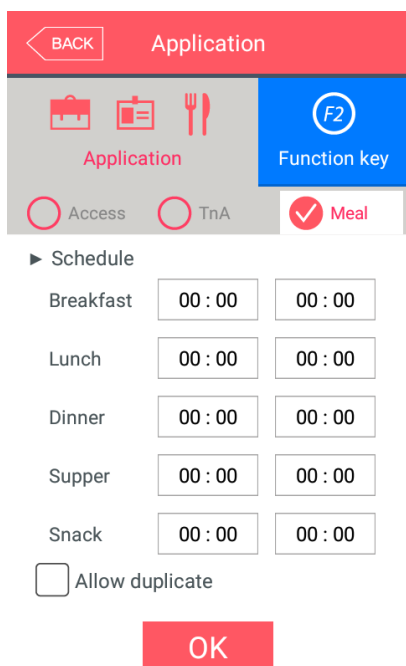 BACK Application
F2
Application Function key
Access TnA Meal
► Schedule
Breakfast 00 : 00 00 : 00
Lunch 00 : 00 00 : 00
Dinner 00 : 00 00 : 00
Supper 00 : 00 00 : 00
Snack 00 : 00 00 : 00
Allow duplicate
OK